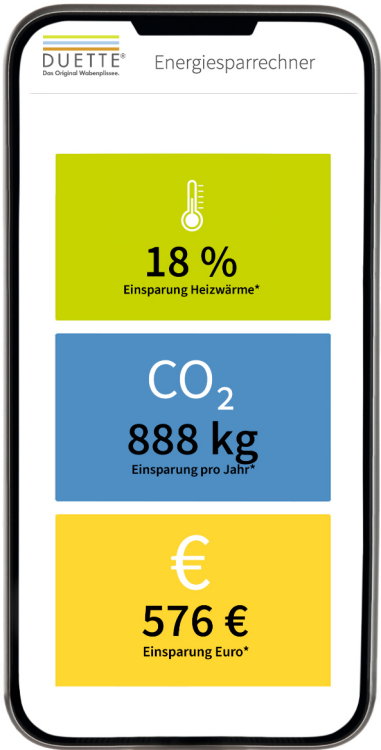 DUETTE®
Das Original Wabenplissee.
Energiesparrechner
18 %
Einsparung Heizwärme*
CO₂
888 kg
Einsparung pro Jahr*
€
576 €
Einsparung Euro*